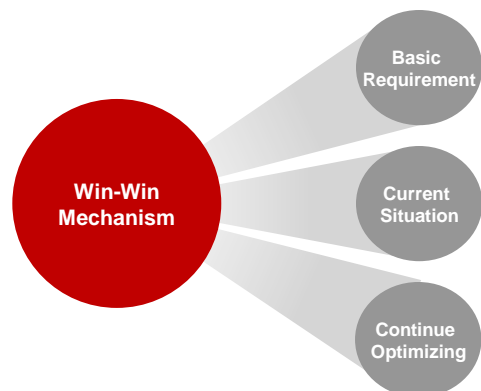 Basic
Requirement
Win-Win
Mechanism
Current
Situation
Continue
Optimizing